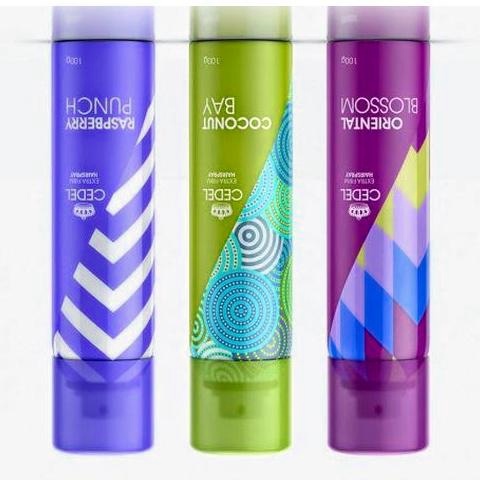 CEDEL
EXTRA FIRM
HAIRSPRAY
ORIENTAL
BLOSSOM
100g
CEDEL
EXTRA FIRM
HAIRSPRAY
COCONUT
BAY
100g
CEDEL
EXTRA FIRM
HAIRSPRAY
RASPBERRY
PUNCH
100g